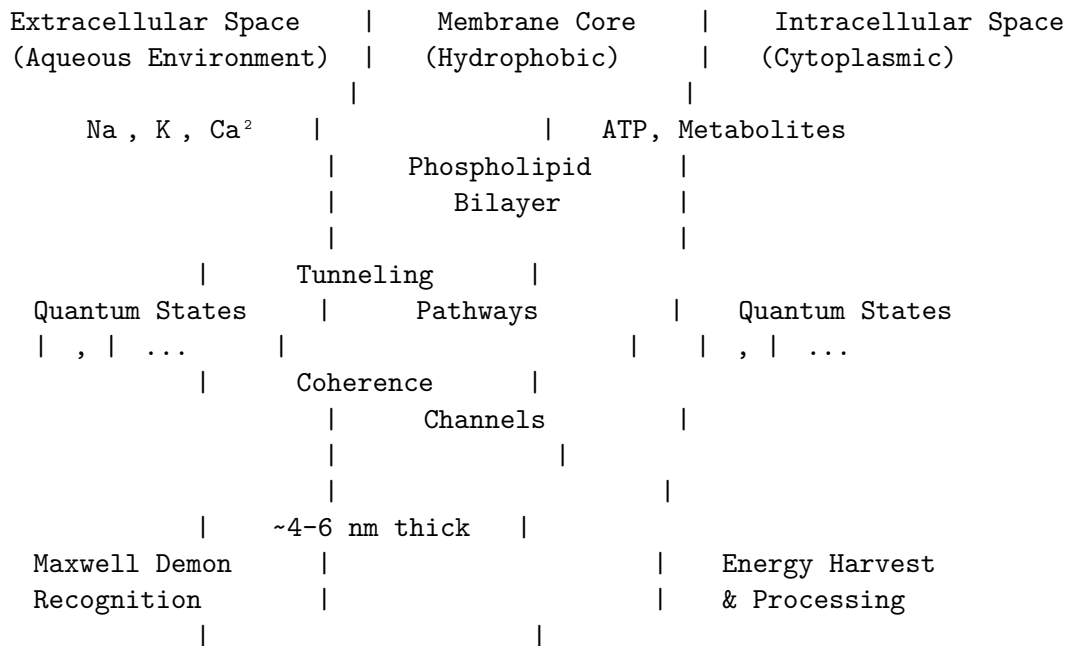 Extracellular Space | Membrane Core | Intracellular Space
(Aqueous Environment) | (Hydrophobic) | (Cytoplasmic)
| |
Na , K , Ca² | | ATP, Metabolites
| Phospholipid |
| Bilayer |
| |
| Tunneling |
Quantum States | Pathways | Quantum States
| , | ... | | | , | ...
| Coherence |
| Channels |
| |
| |
| ~4-6 nm thick |
Maxwell Demon | | Energy Harvest
Recognition | | & Processing
| |